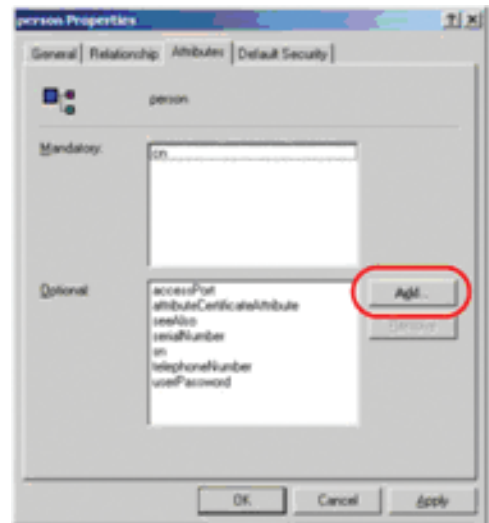 person Properties
General Relationship Attributes Default Security
person
Mandatory:
cn
Optional:
accessPort
attributeCertificateAttribute
seeAlso
serialNumber
sn
telephoneNumber
userPassword
Add...
Remove
OK Cancel Apply